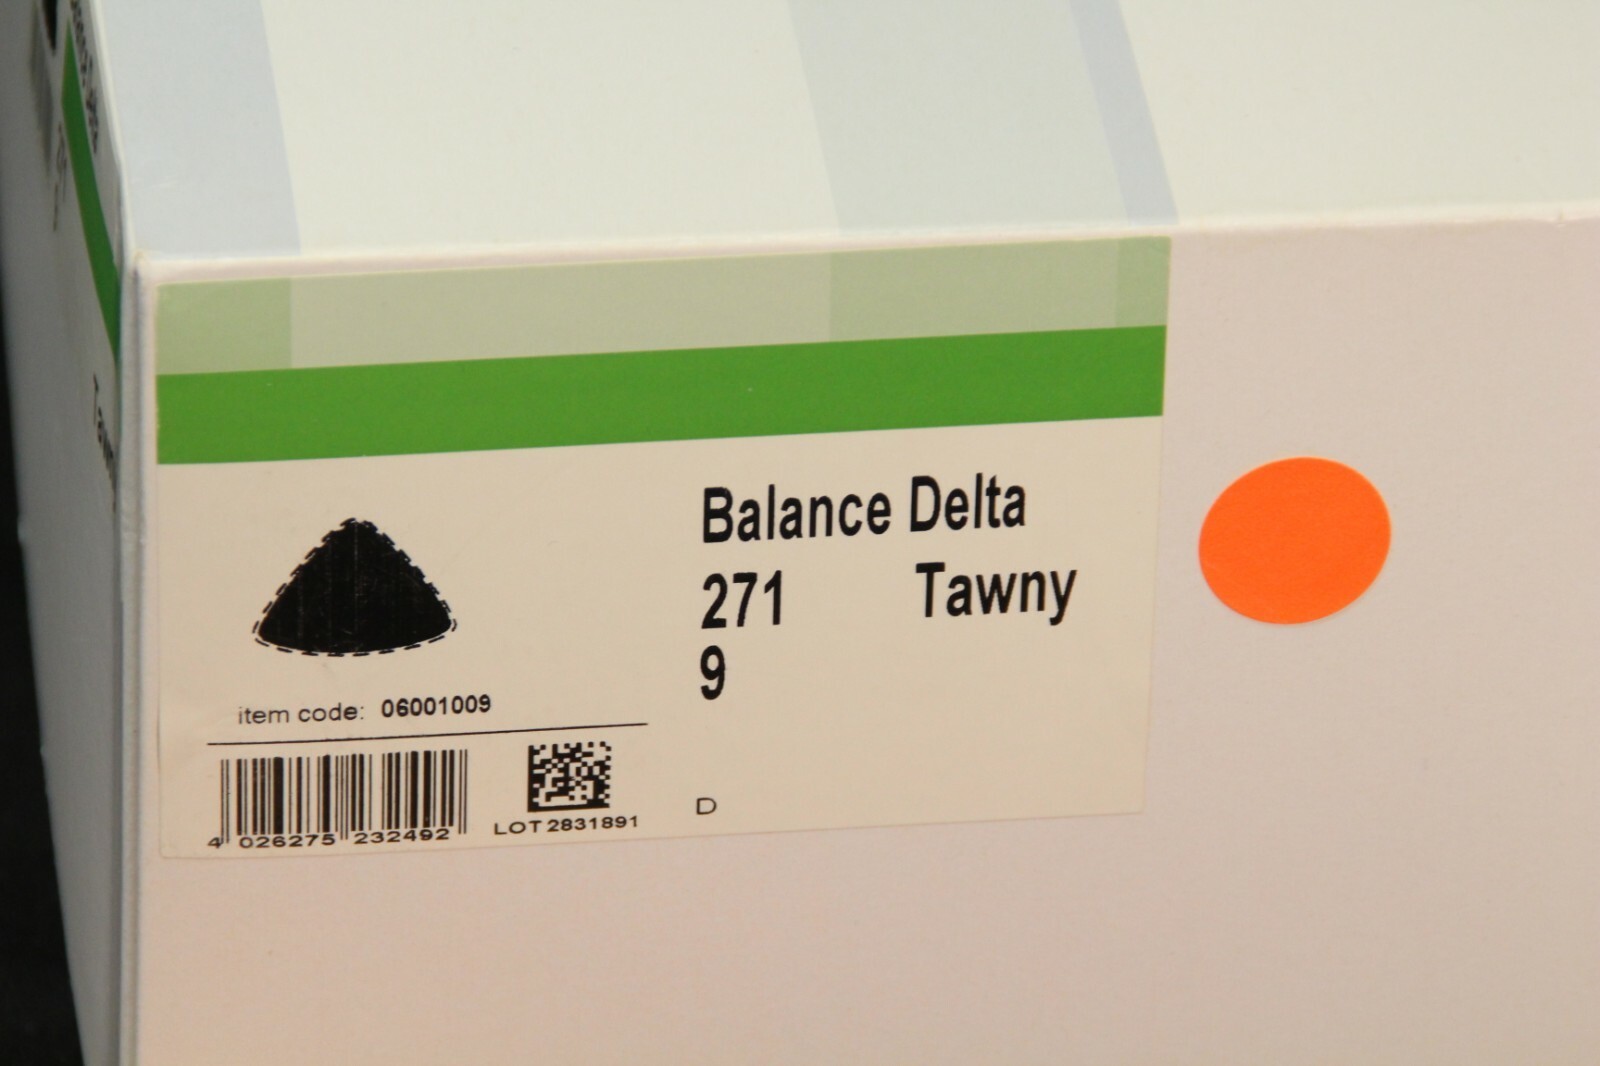 Balance Delta
271 Tawny
9
item code: 06001009
4 026275 232492
LOT 2831891
D